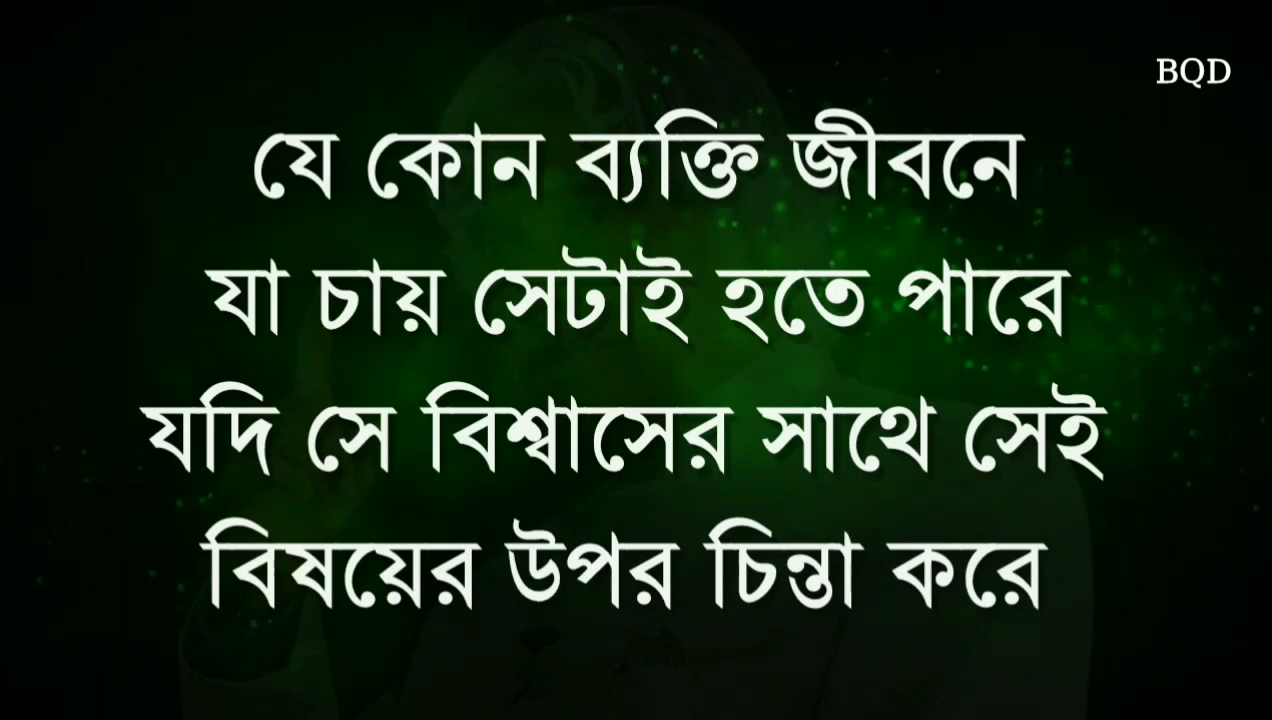 BQD
যে কোন ব্যক্তি জীবনে
যা চায় সেটাই হতে পারে
যদি সে বিশ্বাসের সাথে সেই
বিষয়ের উপর চিন্তা করে